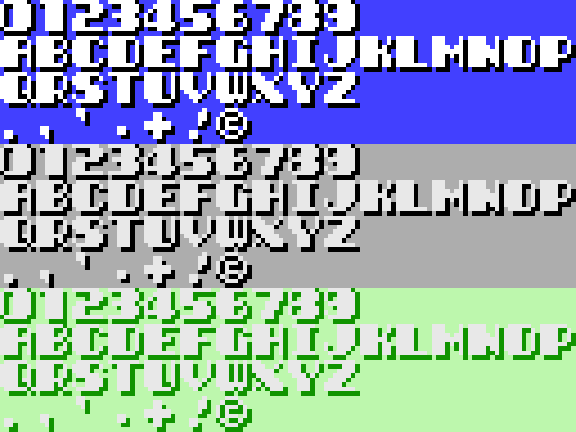 0123456789
ABCDEFGHIJKLMNOP
QRSTUVWXYZ
. , ' . + / ©
0123456789
ABCDEFGHIJKLMNOP
QRSTUVWXYZ
. , ' . + / ©
0123456789
ABCDEFGHIJKLMNOP
QRSTUVWXYZ
. , ' . + / ©